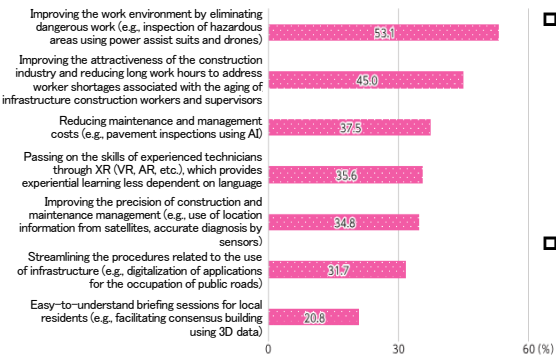 Improving the work environment by eliminating
dangerous work (e.g., inspection of hazardous
areas using power assist suits and drones)
53.1
Improving the attractiveness of the construction
industry and reducing long work hours to address
worker shortages associated with the aging of
infrastructure construction workers and supervisors
45.0
Reducing maintenance and management
costs (e.g., pavement inspections using AI)
37.5
Passing on the skills of experienced technicians
through XR (VR, AR, etc.), which provides
experiential learning less dependent on language
35.6
Improving the precision of construction and
maintenance management (e.g., use of location
information from satellites, accurate diagnosis by
sensors)
34.8
Streamlining the procedures related to the use
of infrastructure (e.g., digitalization of applications
for the occupation of public roads)
31.7
Easy-to-understand briefing sessions for local
residents (e.g., facilitating consensus building
using 3D data)
20.8
0 30 60 (%)